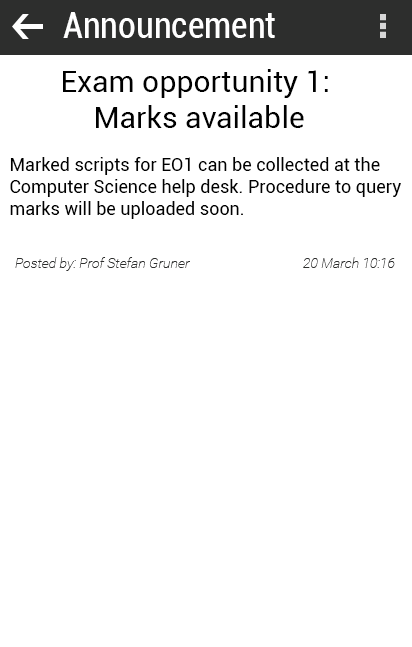 Announcement
Exam opportunity 1:
Marks available
Marked scripts for EO1 can be collected at the
Computer Science help desk. Procedure to query
marks will be uploaded soon.
Posted by: Prof Stefan Gruner 20 March 10:16